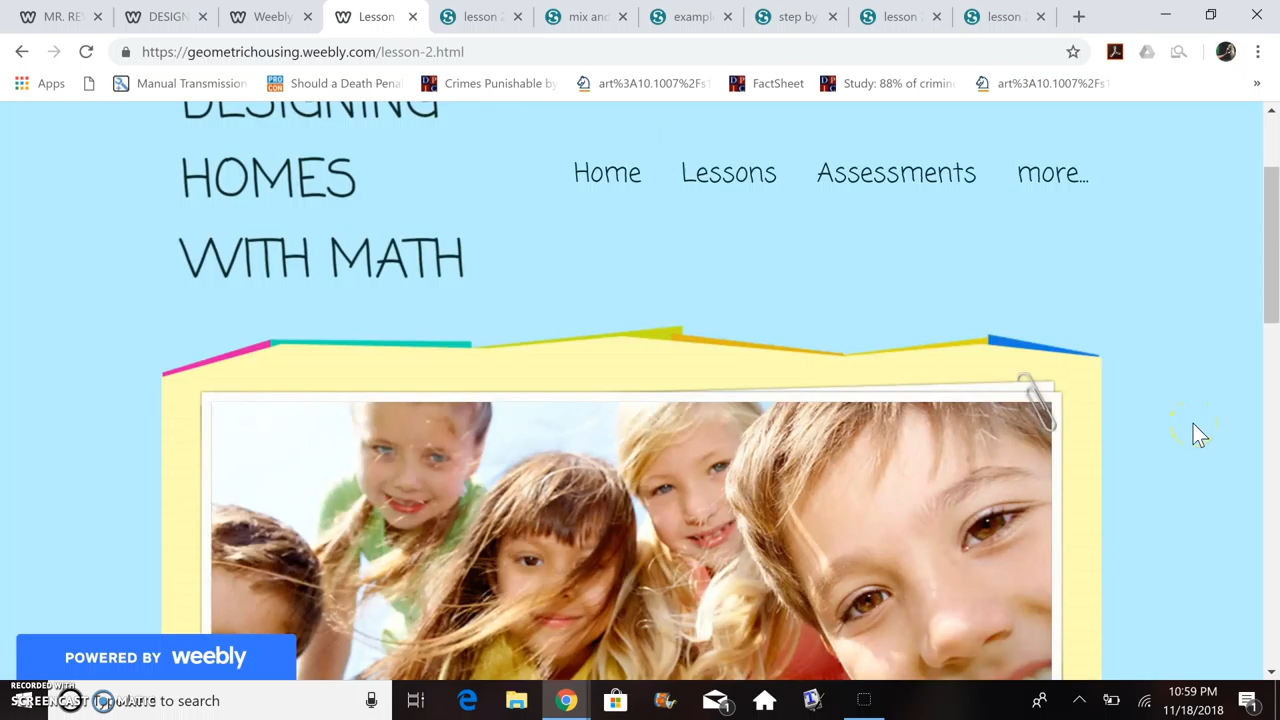 MR. RE
DESIGN
Weebly
Lesson
lesson
mix and
example
step by
lesson
lesson
https://geometrichousing.weebly.com/lesson-2.html
Apps
Manual Transmission
Should a Death Pena
Crimes Punishable by
art%3A10.1007%2Fs1
FactSheet
Study: 88% of crimin
art%3A10.1007%2Fs1
DESIGNING
HOMES
WITH MATH
Home
Lessons
Assessments
more...
POWERED BY weebly
RECORDED WITH
SCREENCAST MATIC
to search
10:59 PM
11/18/2018